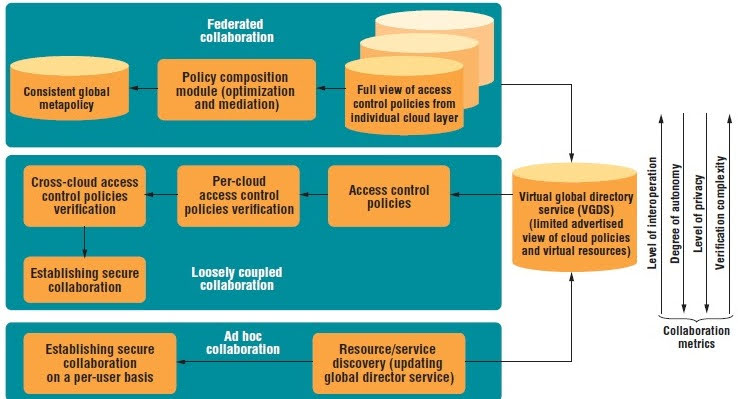 Federated
collaboration
Consistent global
metapolicy
Policy composition
module (optimization
and mediation)
Full view of access
control policies from
individual cloud layer
Cross-cloud access
control policies
verification
Per-cloud
access control
policies verification
Access control
policies
Establishing secure
collaboration
Loosely coupled
collaboration
Virtual global directory
service (VGDS)
(limited advertised
view of cloud policies
and virtual resources)
Level of interoperation
Degree of autonomy
Level of privacy
Verification complexity
Collaboration
metrics
Ad hoc
collaboration
Establishing secure
collaboration
on a per-user basis
Resource/service
discovery (updating
global director service)